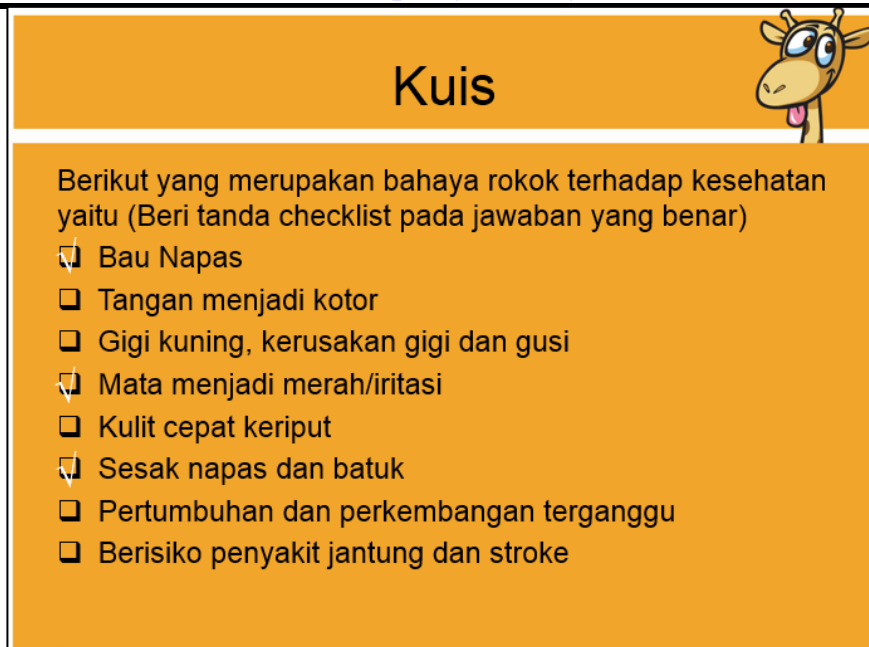 Kuis
Berikut yang merupakan bahaya rokok terhadap kesehatan
yaitu (Beri tanda checklist pada jawaban yang benar)
Bau Napas
Tangan menjadi kotor
Gigi kuning, kerusakan gigi dan gusi
Mata menjadi merah/iritasi
Kulit cepat keriput
Sesak napas dan batuk
Pertumbuhan dan perkembangan terganggu
Berisiko penyakit jantung dan stroke